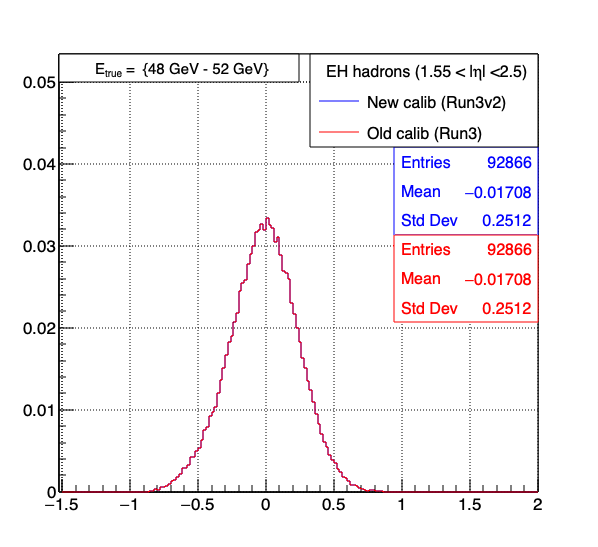 E_true = {48 GeV - 52 GeV}
EH hadrons (1.55 < |η| <2.5)
New calib (Run3v2)
Old calib (Run3)
Entries 92866
Mean −0.01708
Std Dev 0.2512
Entries 92866
Mean −0.01708
Std Dev 0.2512
0.05
0.04
0.03
0.02
0.01
0
−1.5 −1 −0.5 0 0.5 1 1.5 2